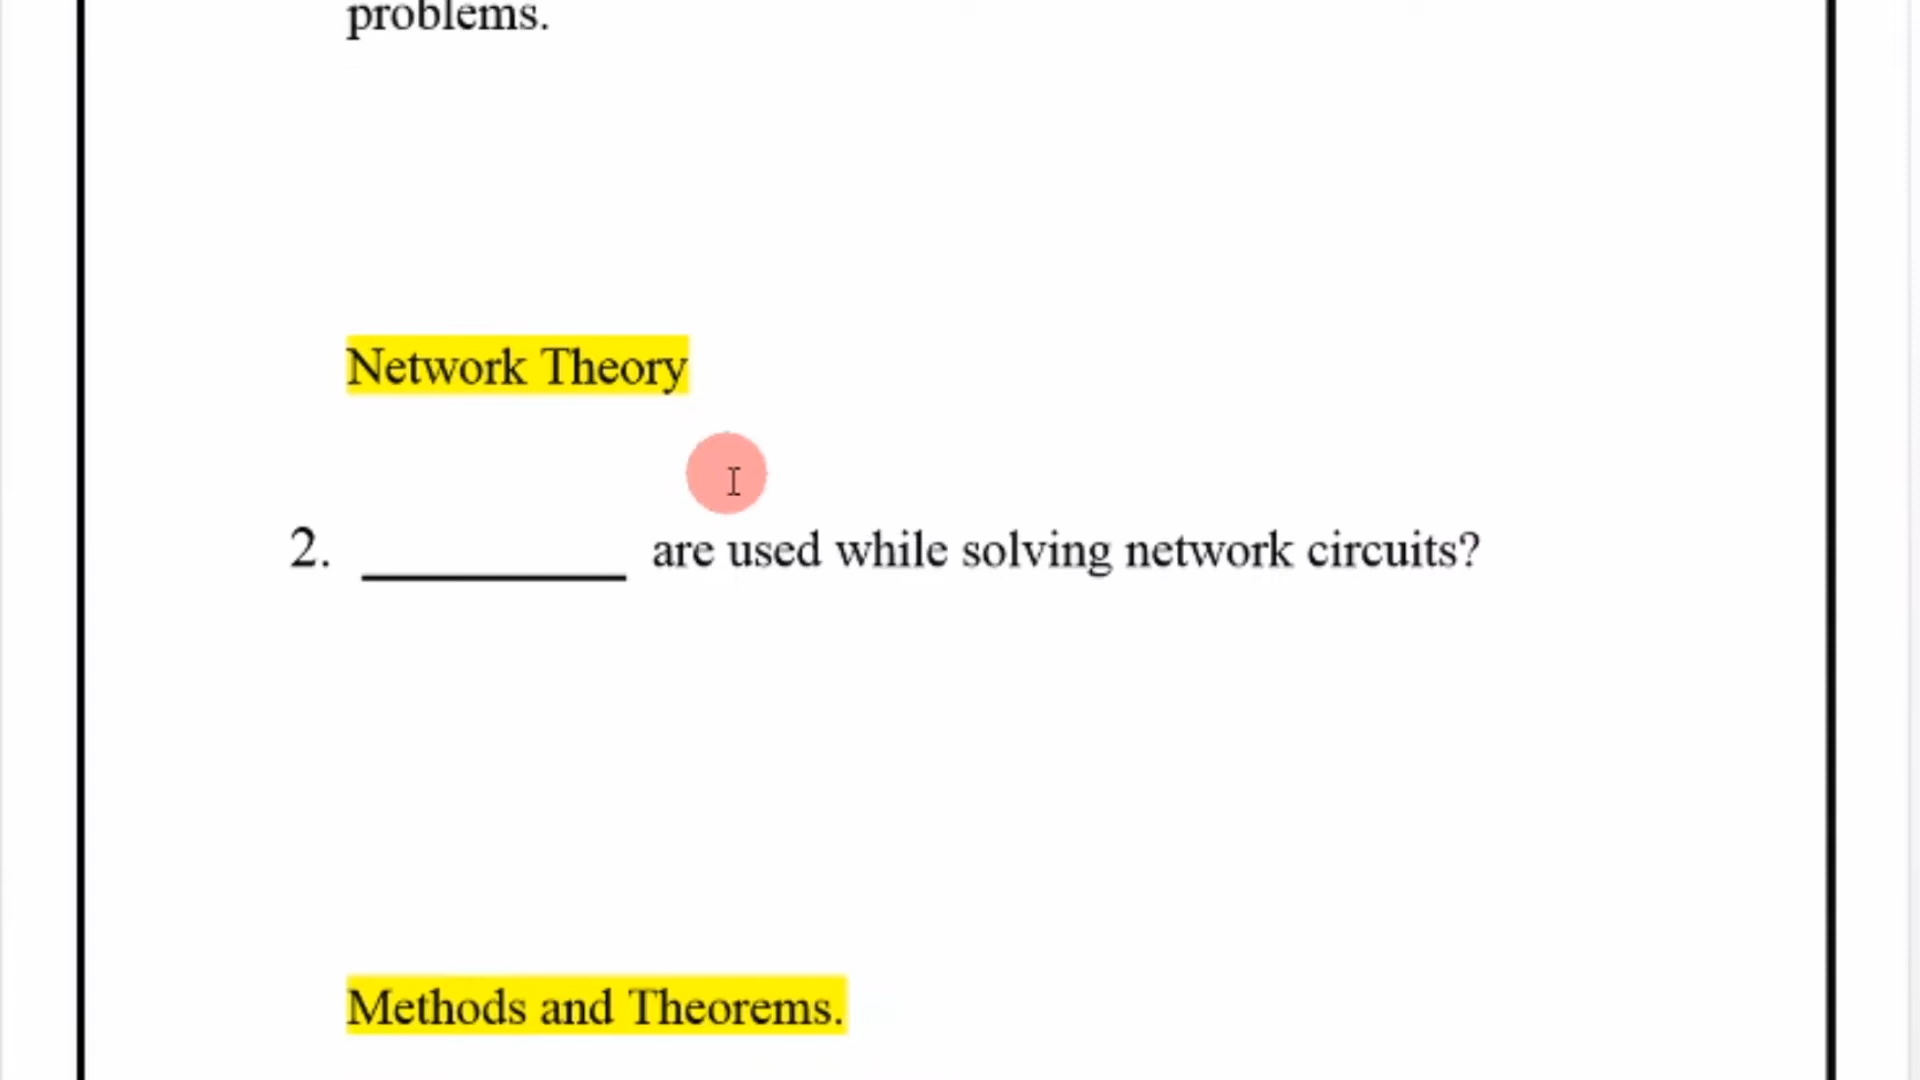 problems.
Network Theory
2. __________ are used while solving network circuits?
Methods and Theorems.